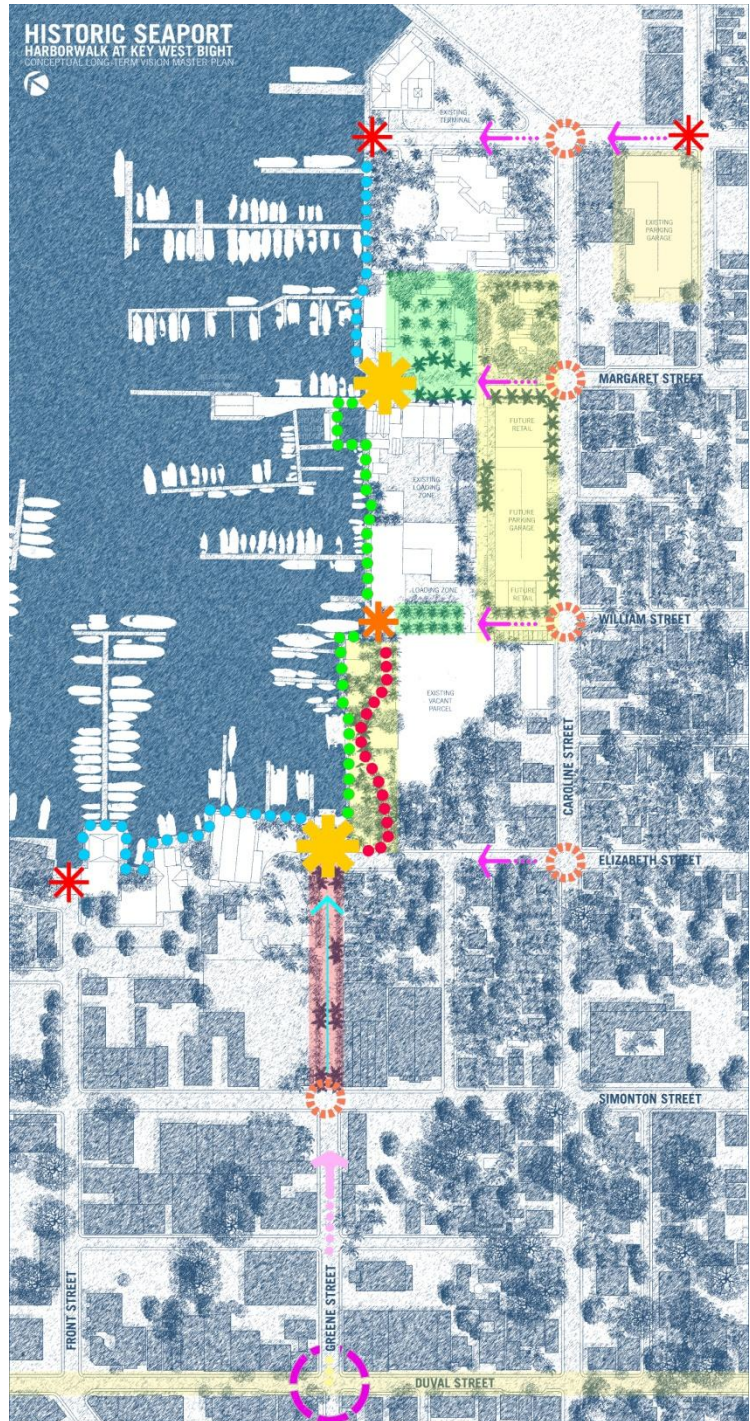 HISTORIC SEAPORT
HARBORWALK AT KEY WEST BIGHT
CONCEPTUAL LONG-TERM VISION MASTER PLAN
EXISTING
TERMINAL
EXISTING
PARKING
GARAGE
MARGARET STREET
FUTURE
RETAIL
EXISTING
LOADING
ZONE
FUTURE
PARKING
GARAGE
LOADING ZONE
FUTURE
RETAIL
WILLIAM STREET
EXISTING
VACANT
PARCEL
CAROLINE STREET
ELIZABETH STREET
SIMONTON STREET
FRONT STREET
GREENE STREET
DUVAL STREET